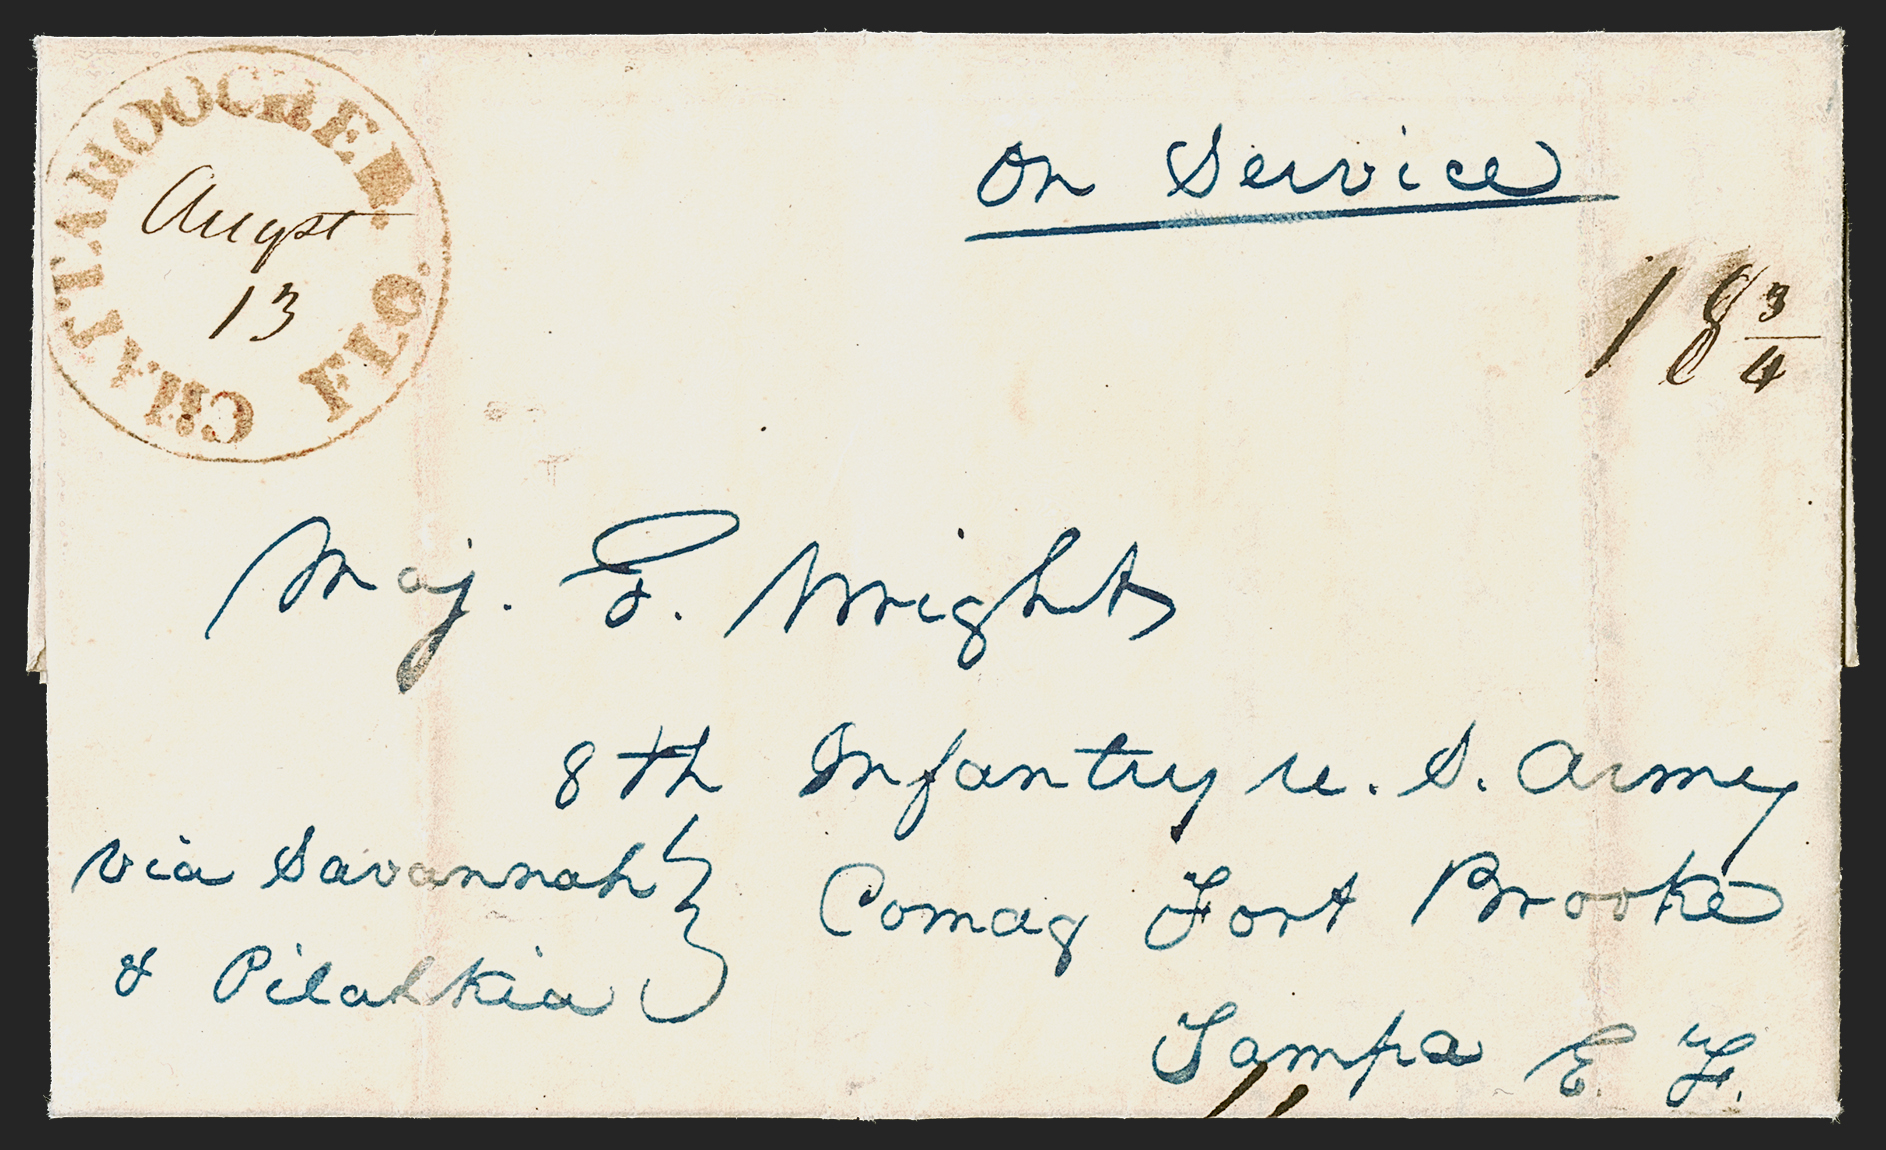 CHATTAHOOCHEE. FLO.
Augst
13
On Service
18 3/4
Maj. G. Wright
8th Infantry U. S. Army
via Savannah
& Pilahkia
Comdg Fort Brooke
Tampa E. F.